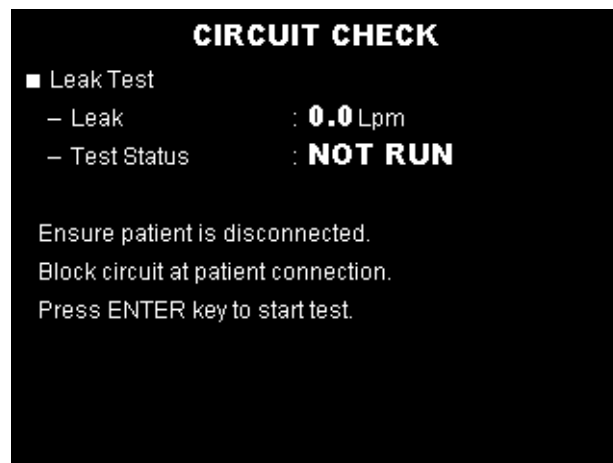 CIRCUIT CHECK
■ Leak Test
– Leak : 0.0 Lpm
– Test Status : NOT RUN
Ensure patient is disconnected.
Block circuit at patient connection.
Press ENTER key to start test.